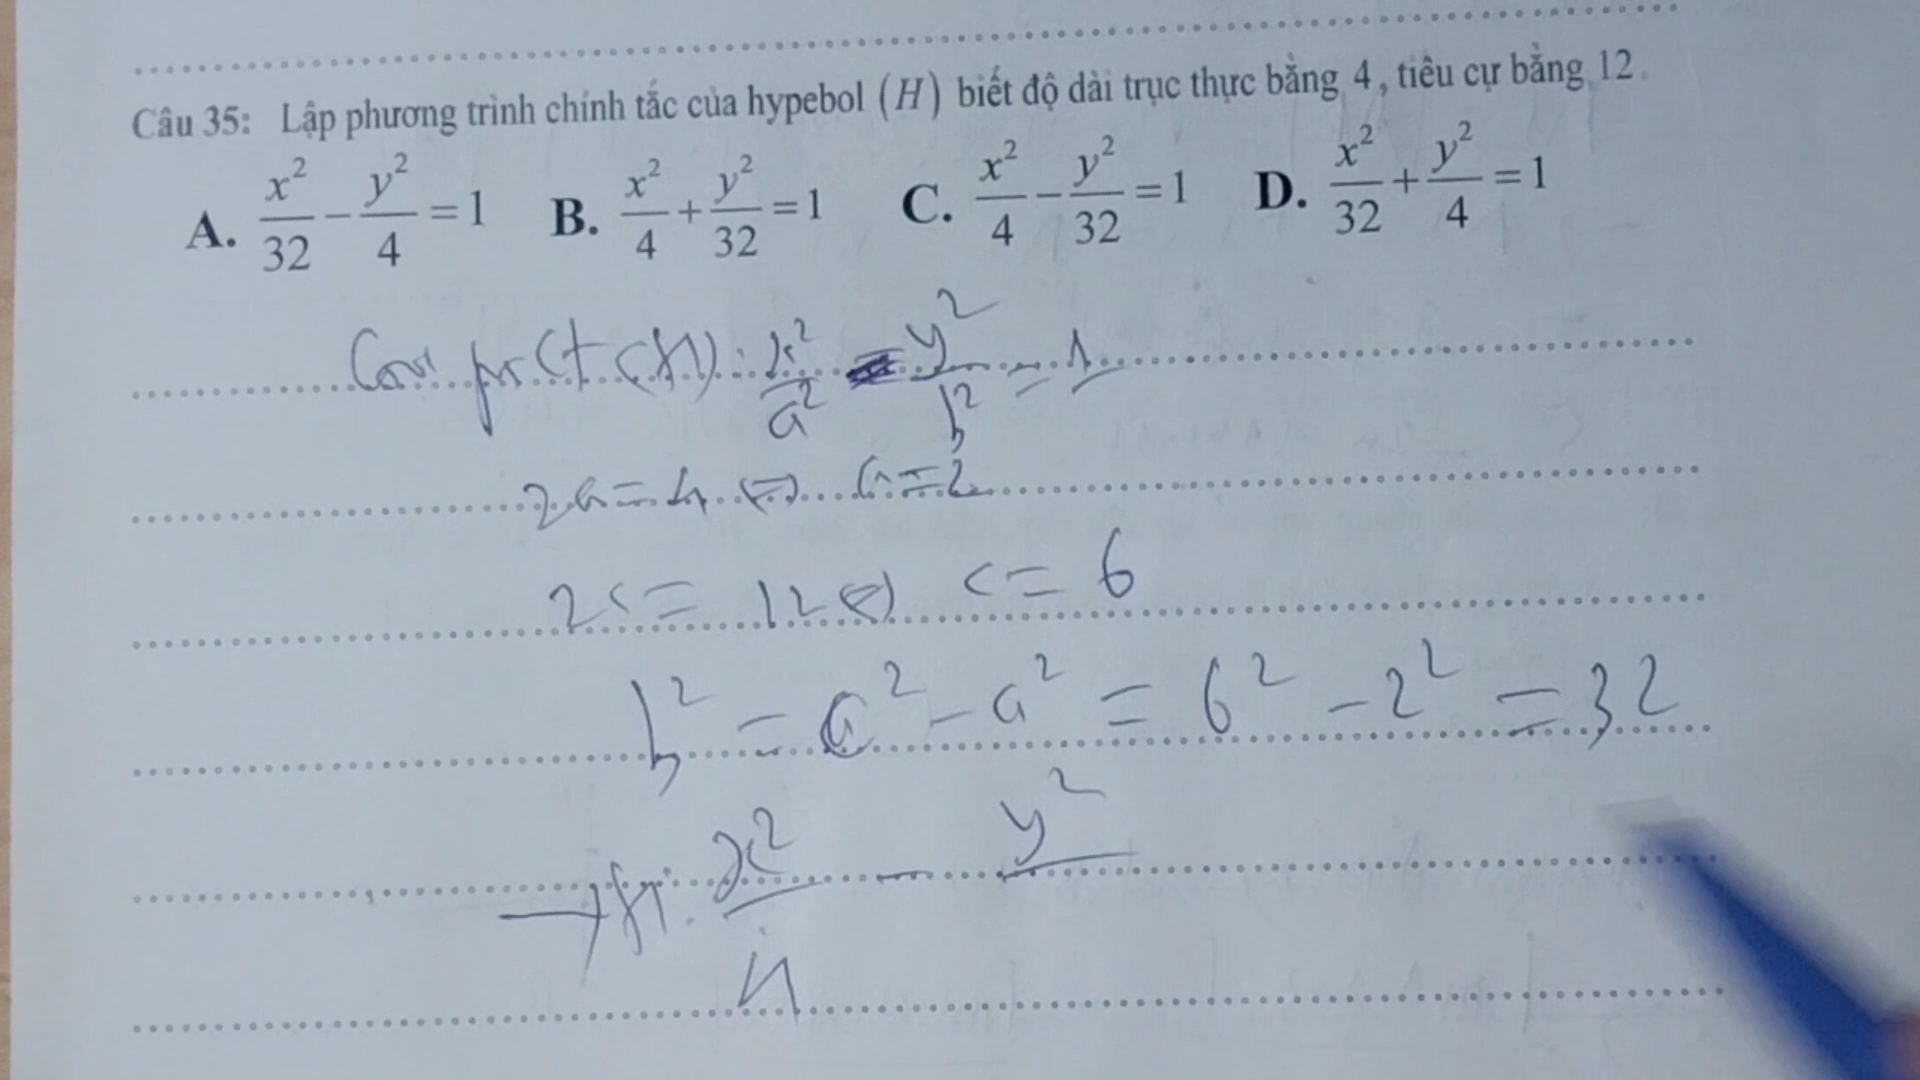 Câu 35: Lập phương trình chính tắc của hypebol (H) biết độ dài trục thực bằng 4, tiêu cự bằng 12.
A. x²/32 − y²/4 = 1 B. x²/4 + y²/32 = 1 C. x²/4 − y²/32 = 1 D. x²/32 + y²/4 = 1
(H): x²/a² − y²/b² = 1
2a = 4 ⇔ a = 2
2c = 12 ⇔ c = 6
b² = c² − a² = 6² − 2² = 32
→ x²/4 − y²